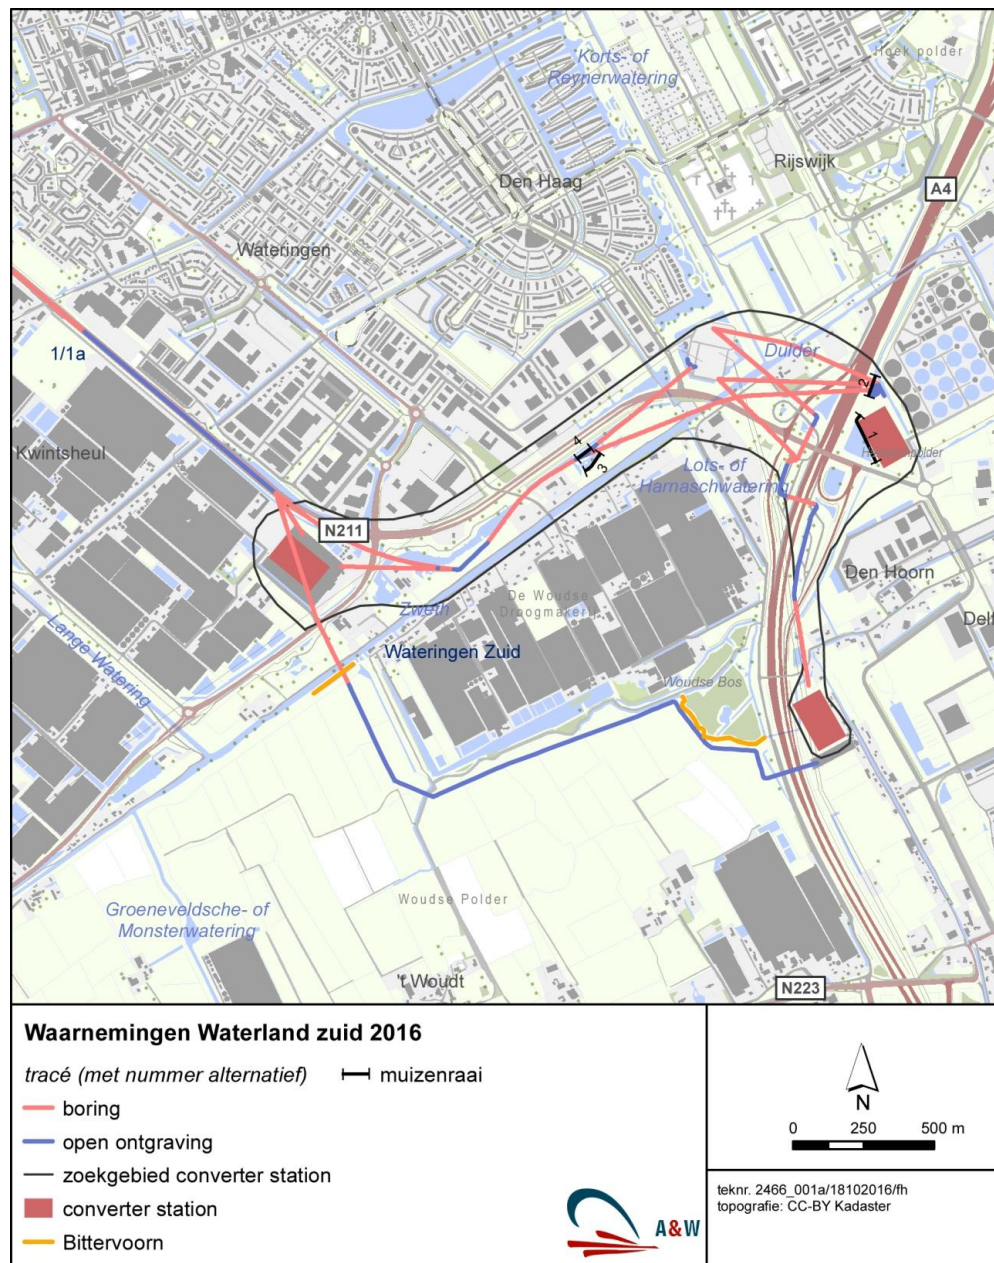 Korts- of
Reynerwatering
Hoek polder
Rijswijk
Den Haag
A4
Wateringen
1/1a
Dulder
2
1
Kwintsheul
4
3
Lots- of
Harnaschwatering
N211
Den Hoorn
De Woudse
Droogmakerij
Zweth
Delf
Lange Watering
Wateringen Zuid
Woudse Bos
Groeneveldsche- of
Monsterwatering
Woudse Polder
't Woudt
N223
Waarnemingen Waterland zuid 2016
tracé (met nummer alternatief)
muizenraai
boring
open ontgraving
zoekgebied converter station
converter station
Bittervoorn
A&W
N
0 250 500 m
teknr. 2466_001a/18102016/fh
topografie: CC-BY Kadaster